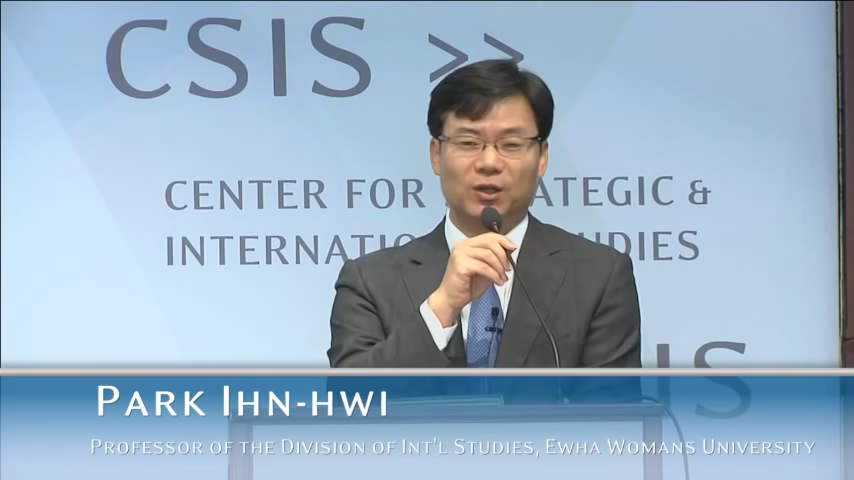 CSIS >>
CENTER FOR ATEGIC &
INTERNATIO UDIES
IS
PARK IHN-HWI
PROFESSOR OF THE DIVISION OF INT'L STUDIES, EWHA WOMANS UNIVERSITY